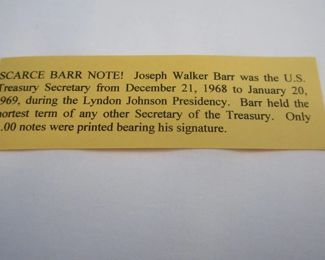 SCARCE BARR NOTE! Joseph Walker Barr was the U.S.
Treasury Secretary from December 21, 1968 to January 20,
1969, during the Lyndon Johnson Presidency. Barr held the
shortest term of any other Secretary of the Treasury. Only
.00 notes were printed bearing his signature.